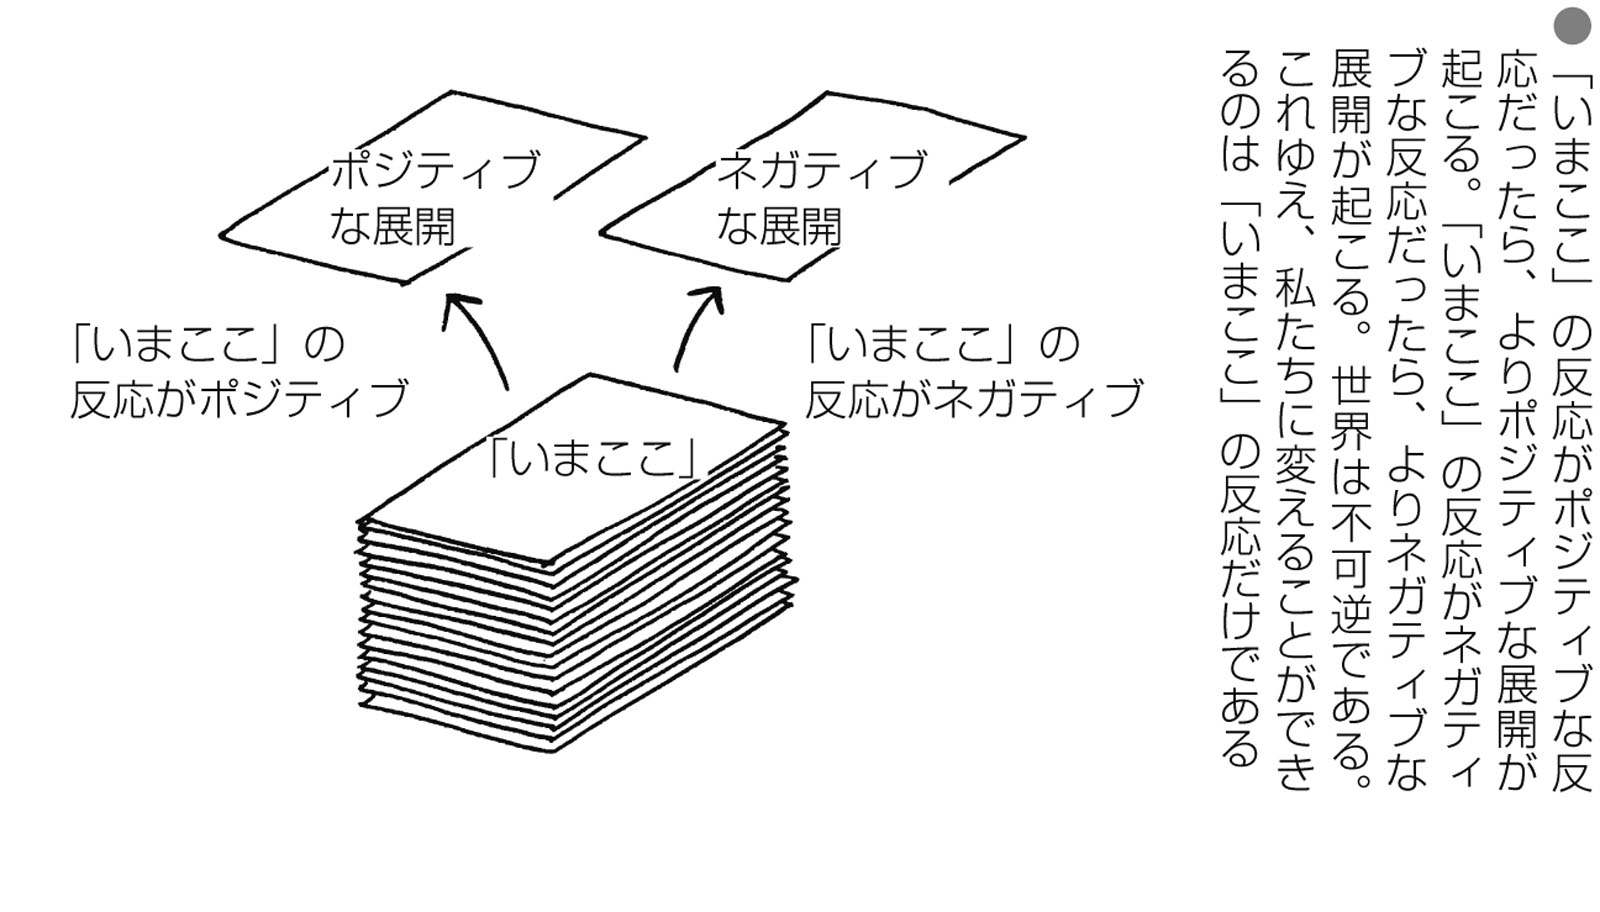 ●「いまここ」の反応がポジティブな反
応だったら、よりポジティブな展開が
起こる。「いまここ」の反応がネガティ
ブな反応だったら、よりネガティブな
展開が起こる。世界は不可逆である。
これゆえ、私たちに変えることができ
るのは「いまここ」の反応だけである
ポジティブ
な展開
ネガティブ
な展開
「いまここ」の
反応がポジティブ
「いまここ」の
反応がネガティブ
「いまここ」